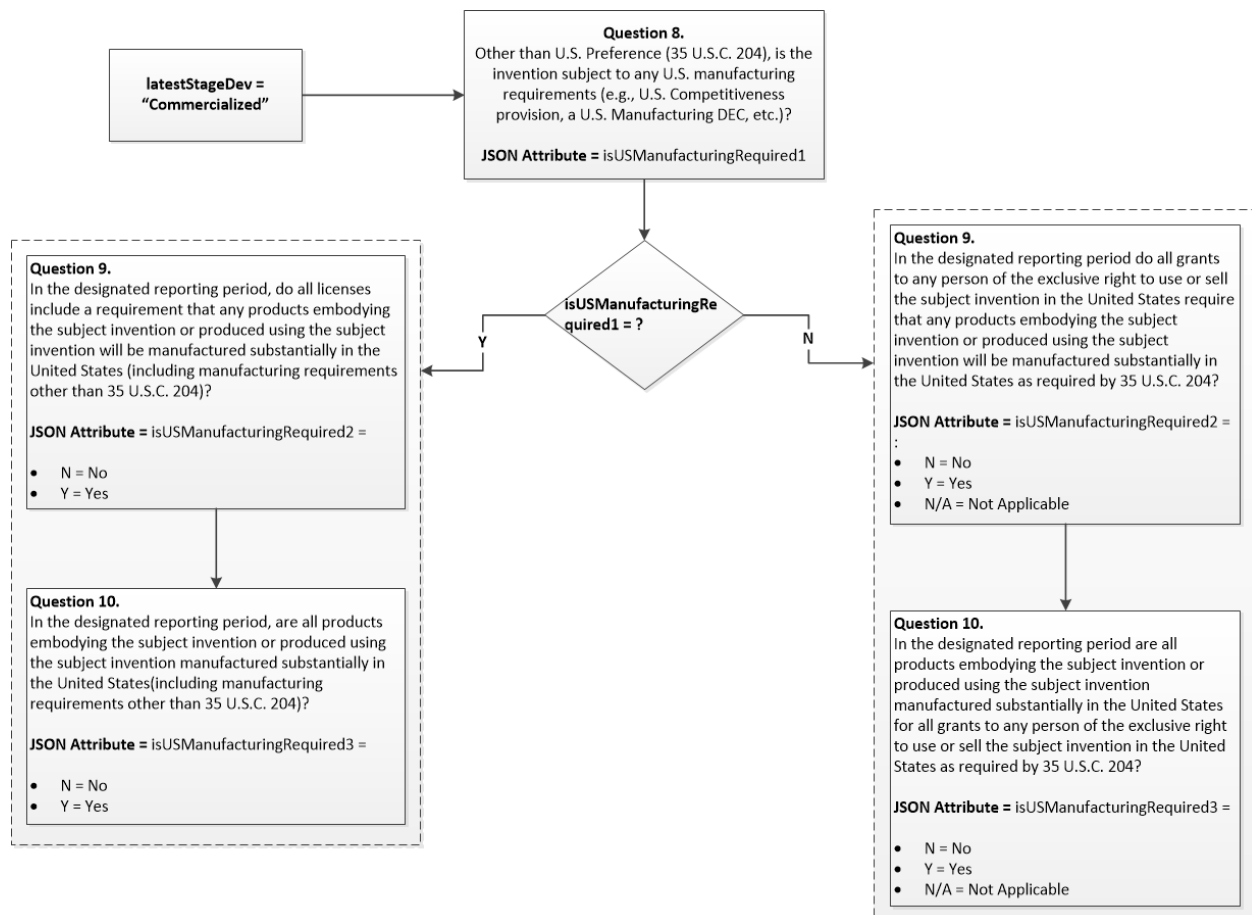 latestStageDev =
“Commercialized”
Question 8.
Other than U.S. Preference (35 U.S.C. 204), is the
invention subject to any U.S. manufacturing
requirements (e.g., U.S. Competitiveness
provision, a U.S. Manufacturing DEC, etc.)?
JSON Attribute = isUSManufacturingRequired1
isUSManufacturingRe
quired1 = ?
Y
N
Question 9.
In the designated reporting period, do all licenses
include a requirement that any products embodying
the subject invention or produced using the subject
invention will be manufactured substantially in the
United States (including manufacturing requirements
other than 35 U.S.C. 204)?
JSON Attribute = isUSManufacturingRequired2 =
• N = No
• Y = Yes
Question 10.
In the designated reporting period, are all products
embodying the subject invention or produced using
the subject invention manufactured substantially in
the United States(including manufacturing
requirements other than 35 U.S.C. 204)?
JSON Attribute = isUSManufacturingRequired3 =
• N = No
• Y = Yes
Question 9.
In the designated reporting period do all grants
to any person of the exclusive right to use or sell
the subject invention in the United States require
that any products embodying the subject
invention or produced using the subject
invention will be manufactured substantially in
the United States as required by 35 U.S.C. 204?
JSON Attribute = isUSManufacturingRequired2 =
:
• N = No
• Y = Yes
• N/A = Not Applicable
Question 10.
In the designated reporting period are all
products embodying the subject invention or
produced using the subject invention
manufactured substantially in the United States
for all grants to any person of the exclusive right
to use or sell the subject invention in the United
States as required by 35 U.S.C. 204?
JSON Attribute = isUSManufacturingRequired3 =
• N = No
• Y = Yes
• N/A = Not Applicable